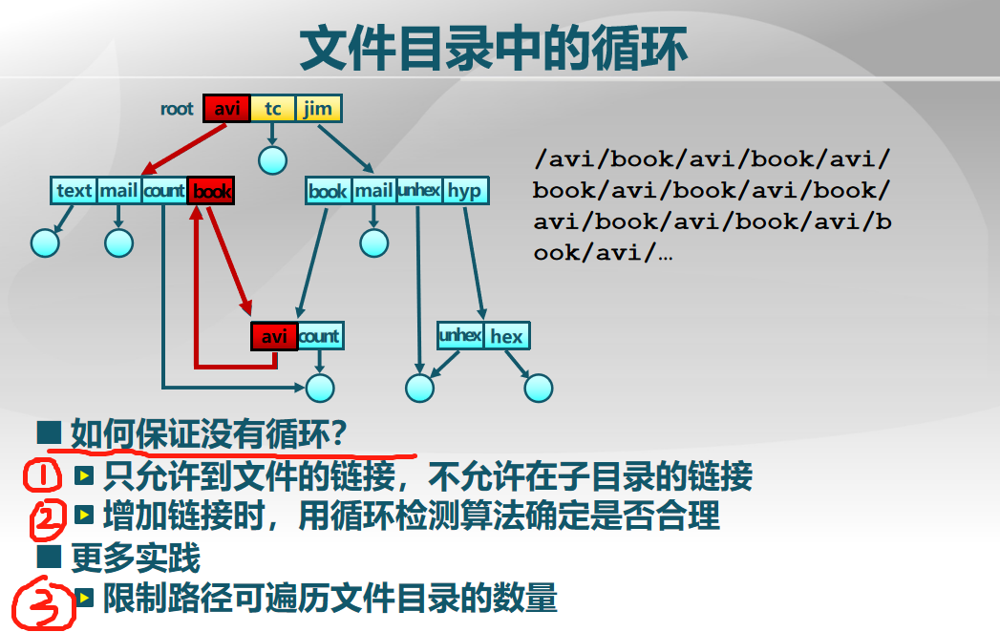 文件目录中的循环
root avi tc jim
text mail count book
book mail unhex hyp
avi count
unhex hex
/avi/book/avi/book/avi/
book/avi/book/avi/book/
avi/book/avi/book/avi/b
ook/avi/…
如何保证没有循环?
① 只允许到文件的链接，不允许在子目录的链接
② 增加链接时，用循环检测算法确定是否合理
更多实践
③ 限制路径可遍历文件目录的数量